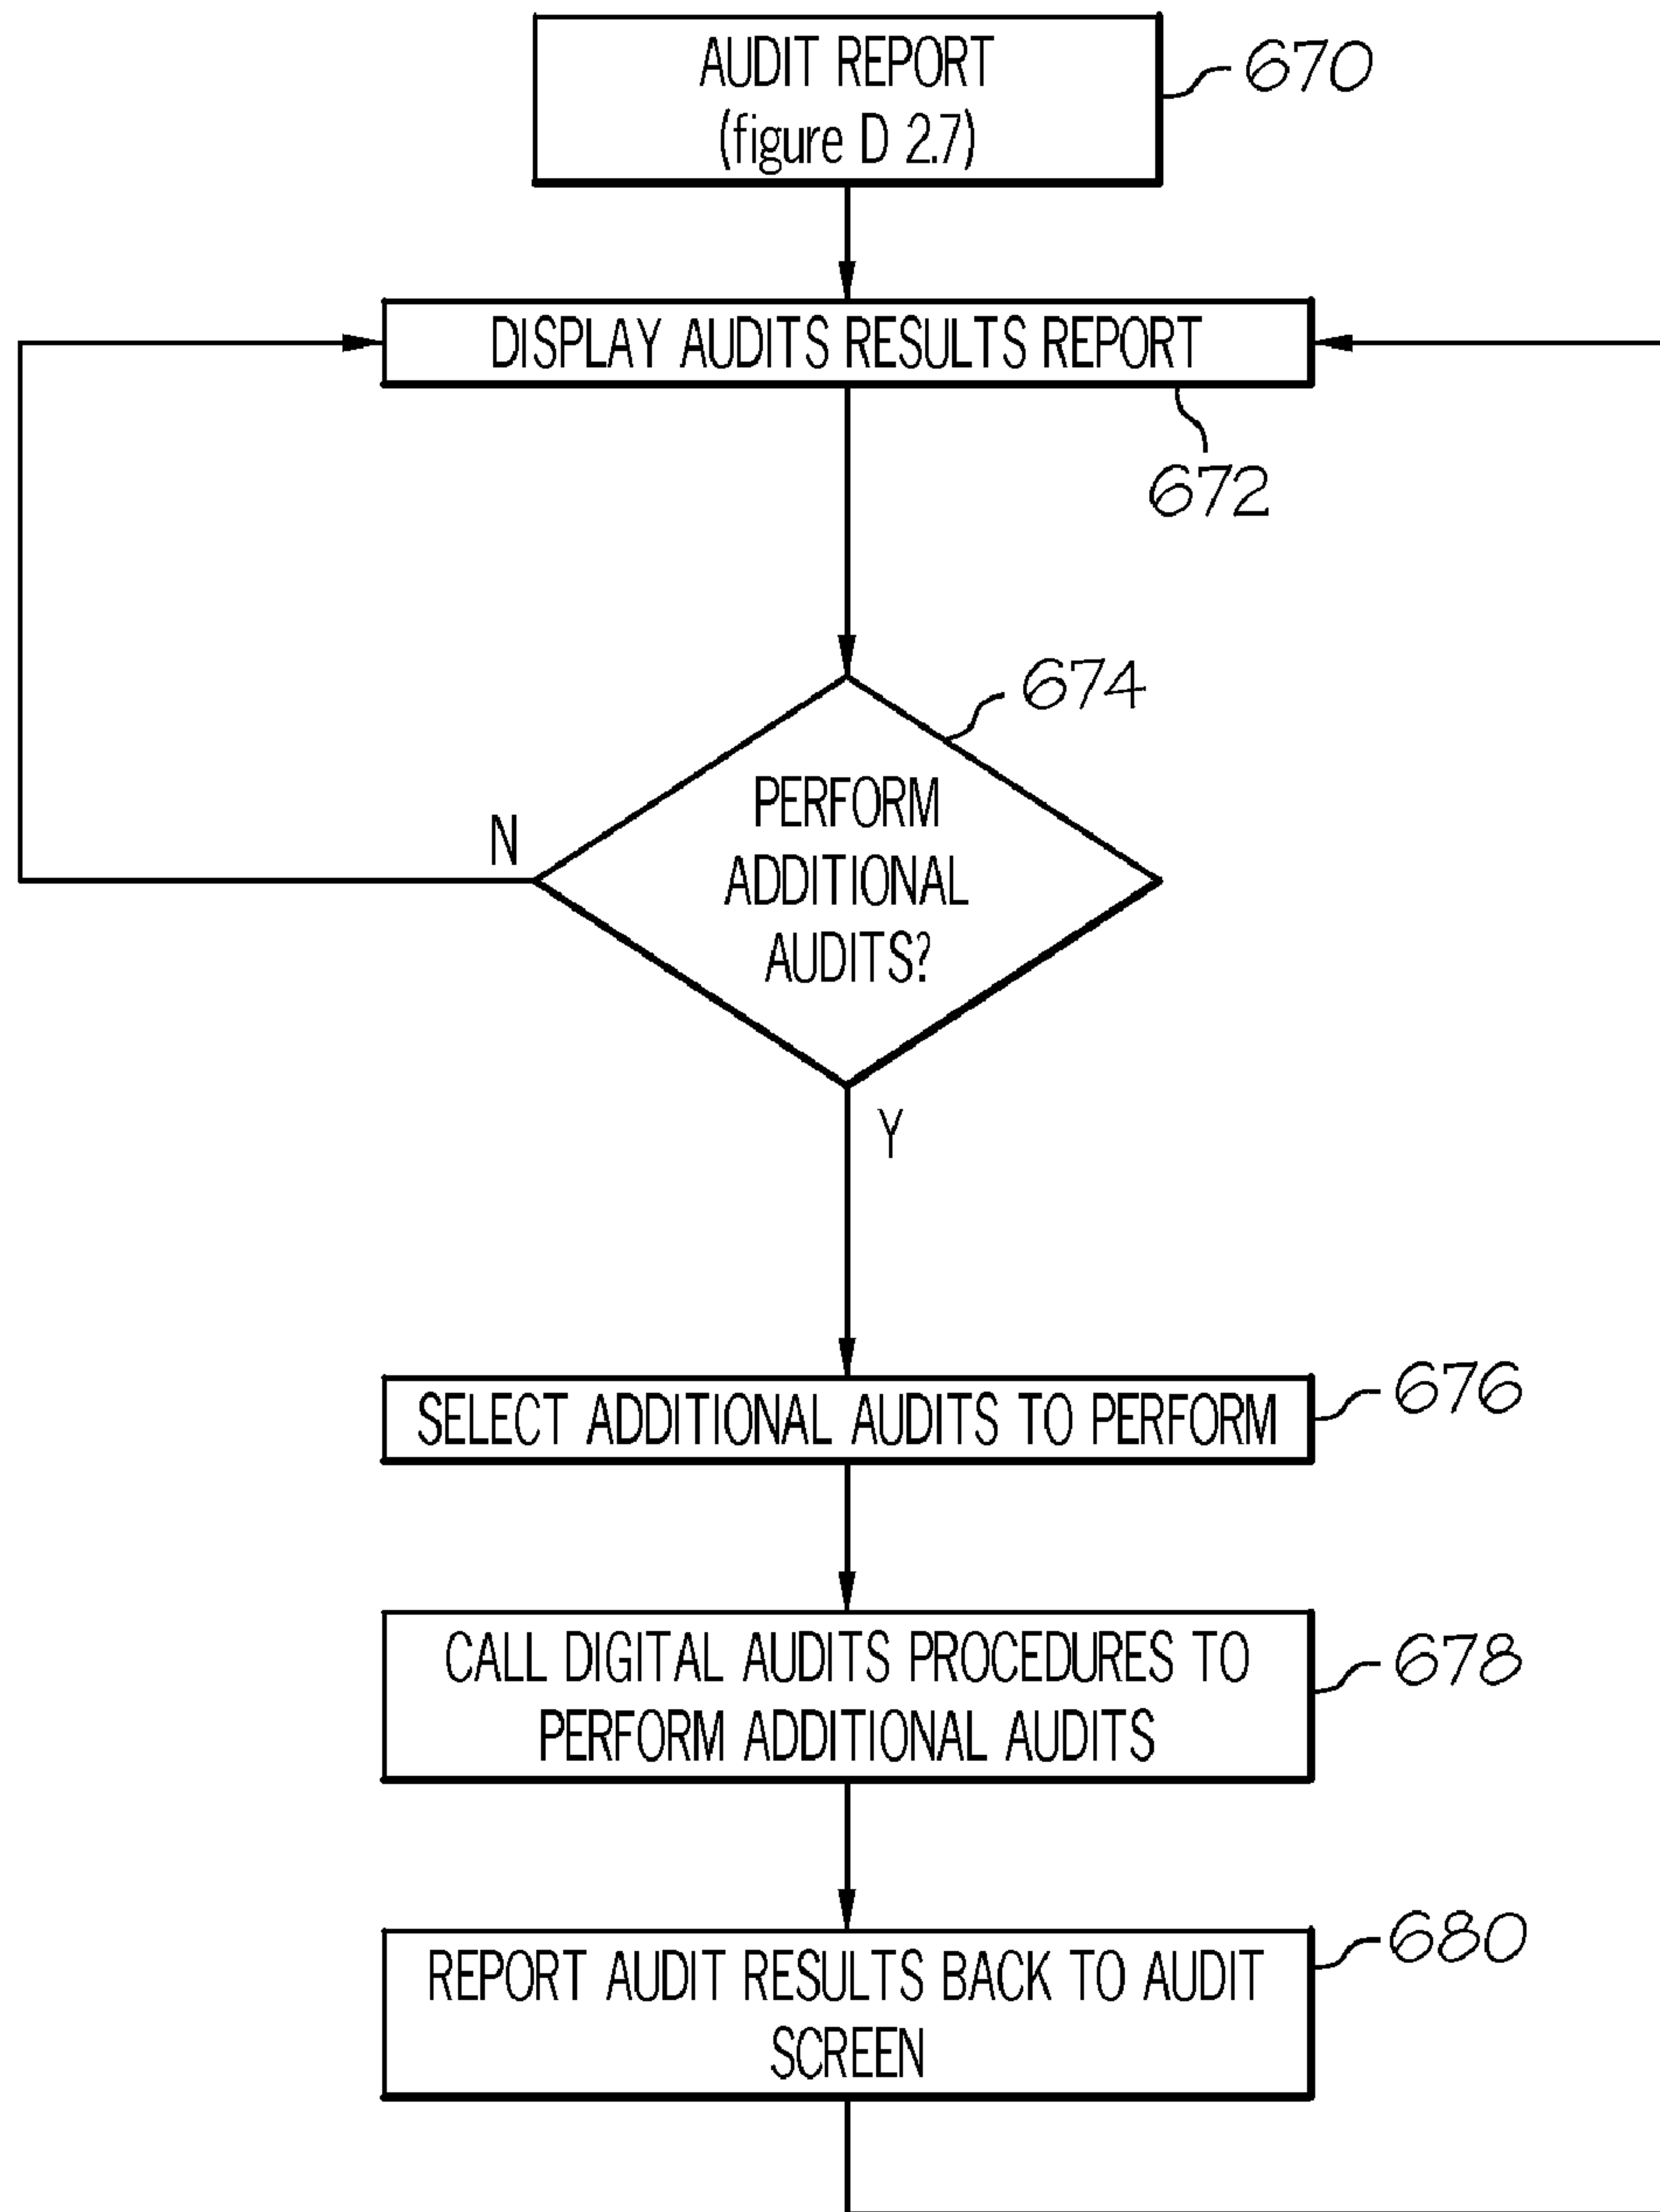 AUDIT REPORT
(figure D 2.7)
670
DISPLAY AUDITS RESULTS REPORT
672
674
PERFORM
ADDITIONAL
AUDITS?
N
Y
SELECT ADDITIONAL AUDITS TO PERFORM
676
CALL DIGITAL AUDITS PROCEDURES TO
PERFORM ADDITIONAL AUDITS
678
REPORT AUDIT RESULTS BACK TO AUDIT
SCREEN
680